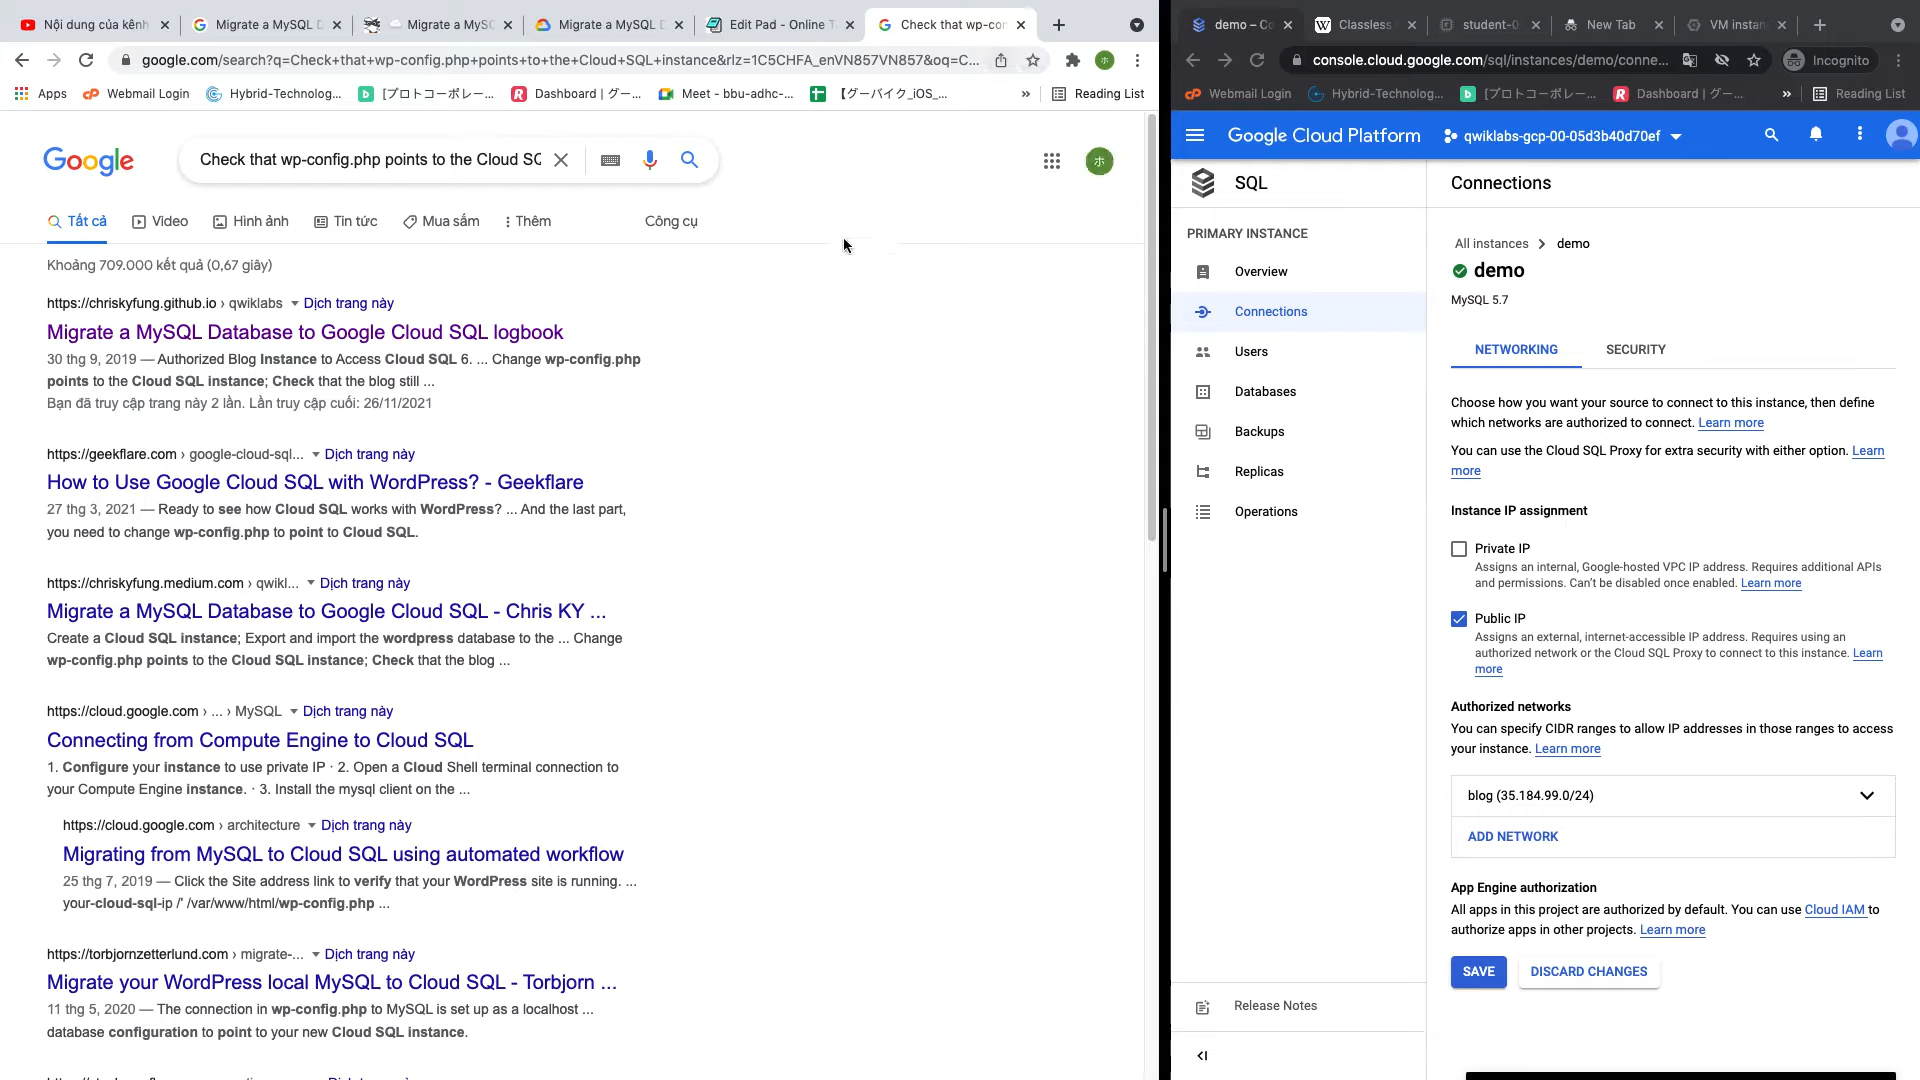 Nội dung của kênh
Migrate a MySQL D
Migrate a MySQ
Migrate a MySQL D
Edit Pad - Online T
Check that wp-con
google.com/search?q=Check+that+wp-config.php+points+to+the+Cloud+SQL+instance&rlz=1C5CHFA_enVN857VN857&oq=C...
Apps
Webmail Login
Hybrid-Technolog...
[プロトコーポレー...
Dashboard | グー...
Meet - bbu-adhc-...
【グーバイク_iOS_...
»
Reading List
Google
Check that wp-config.php points to the Cloud SQ
ホ
Tất cả
Video
Hình ảnh
Tin tức
Mua sắm
Thêm
Công cụ
Khoảng 709.000 kết quả (0,67 giây)
https://chriskyfung.github.io › qwiklabs Dịch trang này
Migrate a MySQL Database to Google Cloud SQL logbook
30 thg 9, 2019 — Authorized Blog Instance to Access Cloud SQL 6. ... Change wp-config.php
points to the Cloud SQL instance; Check that the blog still ...
Bạn đã truy cập trang này 2 lần. Lần truy cập cuối: 26/11/2021
https://geekflare.com › google-cloud-sql... Dịch trang này
How to Use Google Cloud SQL with WordPress? - Geekflare
27 thg 3, 2021 — Ready to see how Cloud SQL works with WordPress? ... And the last part,
you need to change wp-config.php to point to Cloud SQL.
https://chriskyfung.medium.com › qwikl... Dịch trang này
Migrate a MySQL Database to Google Cloud SQL - Chris KY ...
Create a Cloud SQL instance; Export and import the wordpress database to the ... Change
wp-config.php points to the Cloud SQL instance; Check that the blog ...
https://cloud.google.com › ... › MySQL Dịch trang này
Connecting from Compute Engine to Cloud SQL
1. Configure your instance to use private IP · 2. Open a Cloud Shell terminal connection to
your Compute Engine instance. · 3. Install the mysql client on the ...
https://cloud.google.com › architecture Dịch trang này
Migrating from MySQL to Cloud SQL using automated workflow
25 thg 7, 2019 — Click the Site address link to verify that your WordPress site is running. ...
your-cloud-sql-ip /' /var/www/html/wp-config.php ...
https://torbjornzetterlund.com › migrate-... Dịch trang này
Migrate your WordPress local MySQL to Cloud SQL - Torbjorn ...
11 thg 5, 2020 — The connection in wp-config.php to MySQL is set up as a localhost ...
database configuration to point to your new Cloud SQL instance.
demo – Co
Classless
student-0
New Tab
VM instan
console.cloud.google.com/sql/instances/demo/conne...
Incognito
Webmail Login
Hybrid-Technolog...
[プロトコーポレー...
Dashboard | グー...
»
Reading List
Google Cloud Platform
qwiklabs-gcp-00-05d3b40d70ef
SQL
Connections
PRIMARY INSTANCE
Overview
Connections
Users
Databases
Backups
Replicas
Operations
Release Notes
All instances
demo
demo
MySQL 5.7
NETWORKING
SECURITY
Choose how you want your source to connect to this instance, then define
which networks are authorized to connect. Learn more
You can use the Cloud SQL Proxy for extra security with either option. Learn
more
Instance IP assignment
Private IP
Assigns an internal, Google-hosted VPC IP address. Requires additional APIs
and permissions. Can't be disabled once enabled. Learn more
Public IP
Assigns an external, internet-accessible IP address. Requires using an
authorized network or the Cloud SQL Proxy to connect to this instance. Learn
more
Authorized networks
You can specify CIDR ranges to allow IP addresses in those ranges to access
your instance. Learn more
blog (35.184.99.0/24)
ADD NETWORK
App Engine authorization
All apps in this project are authorized by default. You can use Cloud IAM to
authorize apps in other projects. Learn more
SAVE
DISCARD CHANGES